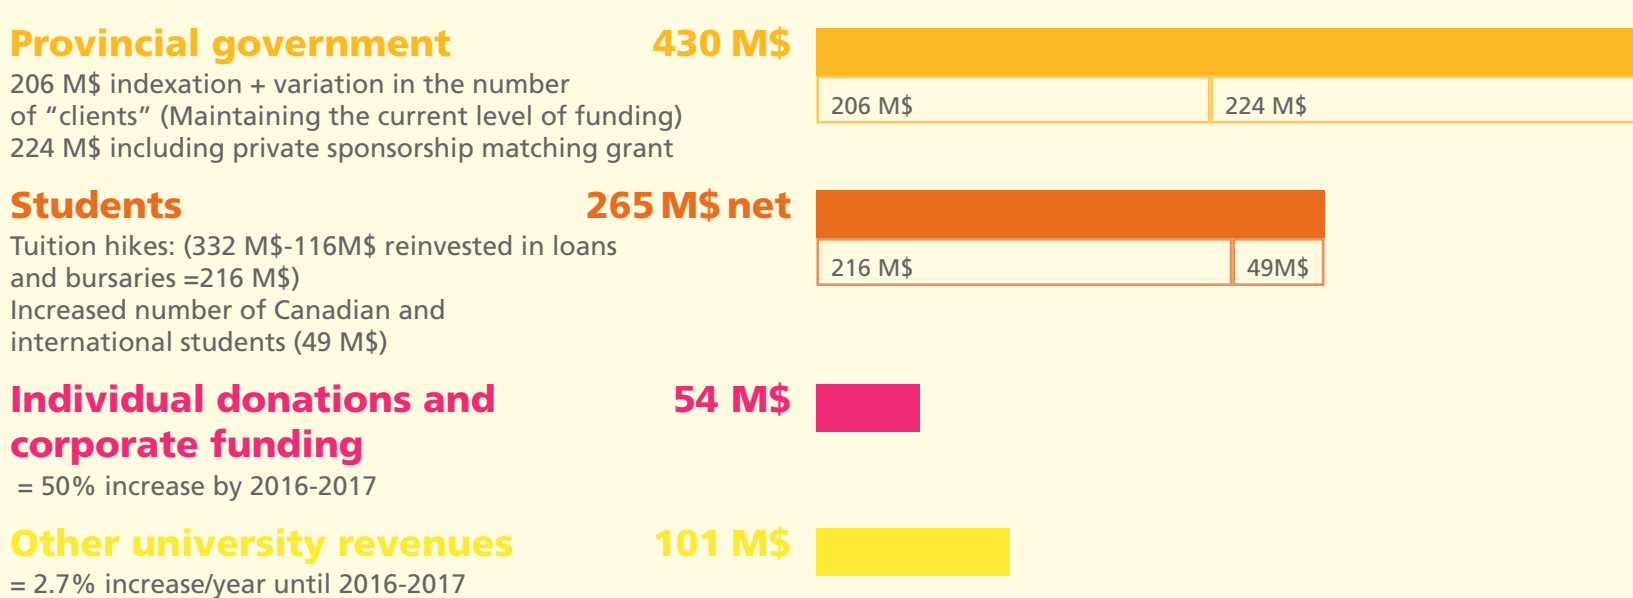 Provincial government 430 M$
206 M$ indexation + variation in the number
of “clients” (Maintaining the current level of funding)
224 M$ including private sponsorship matching grant
206 M$ 224 M$
Students 265 M$ net
Tuition hikes: (332 M$-116M$ reinvested in loans
and bursaries =216 M$)
Increased number of Canadian and
international students (49 M$)
216 M$ 49M$
Individual donations and 54 M$
corporate funding
= 50% increase by 2016-2017
Other university revenues 101 M$
= 2.7% increase/year until 2016-2017